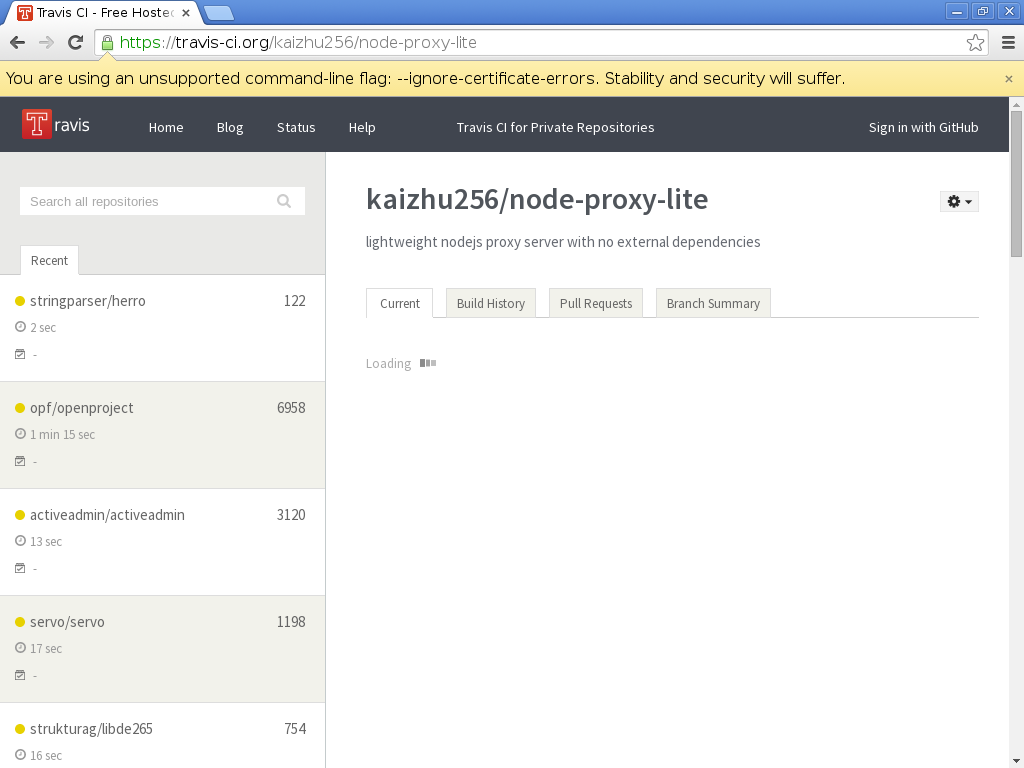 Travis CI - Free Hosted
https://travis-ci.org/kaizhu256/node-proxy-lite
You are using an unsupported command-line flag: --ignore-certificate-errors. Stability and security will suffer.
Travis
Home Blog Status Help Travis CI for Private Repositories Sign in with GitHub
Search all repositories
Recent
stringparser/herro 122
2 sec
-
opf/openproject 6958
1 min 15 sec
-
activeadmin/activeadmin 3120
13 sec
-
servo/servo 1198
17 sec
-
strukturag/libde265 754
16 sec
kaizhu256/node-proxy-lite
lightweight nodejs proxy server with no external dependencies
Current Build History Pull Requests Branch Summary
Loading